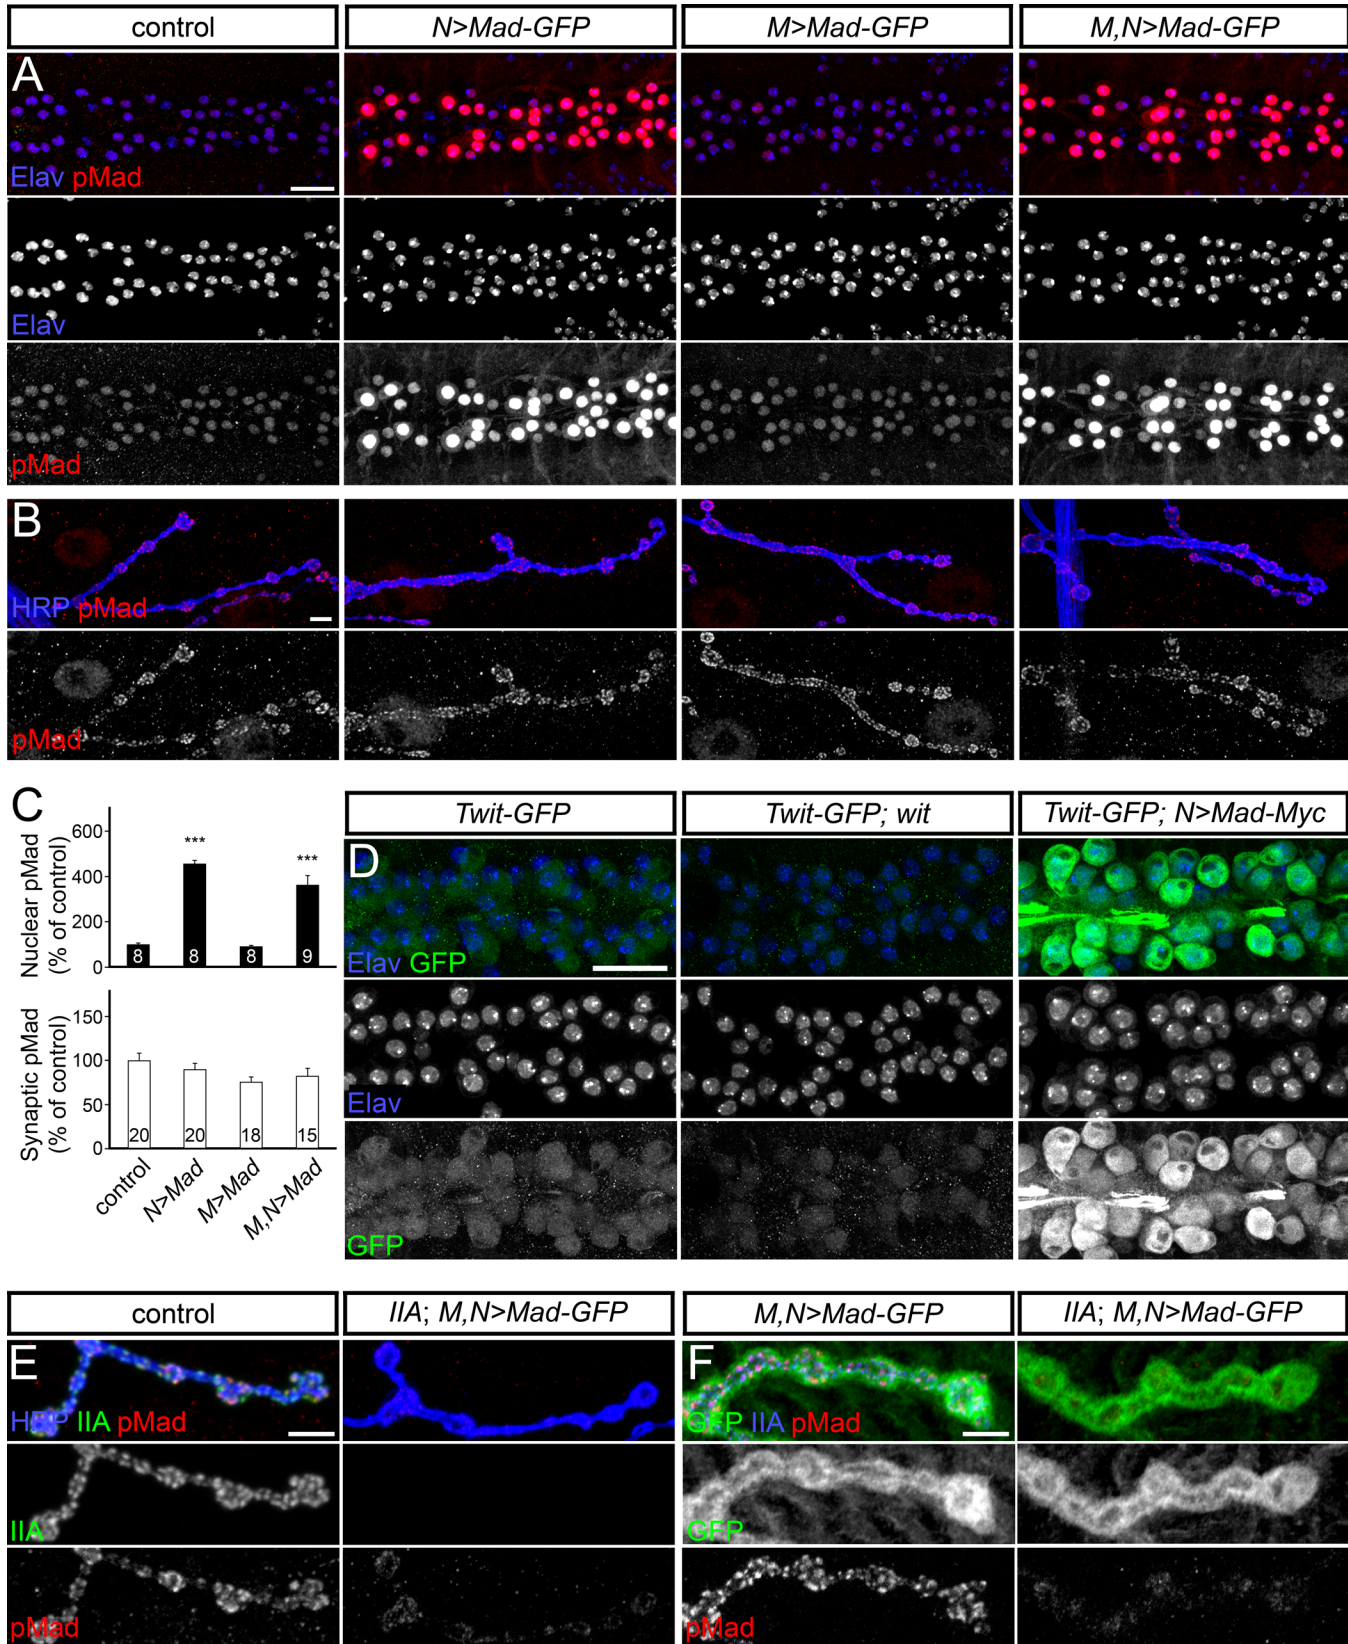 control N>Mad-GFP M>Mad-GFP M,N>Mad-GFP
A
Elav pMad
Elav
pMad
B
HRP pMad
pMad
C
Nuclear pMad
(% of control)
600
400
200
0
*** ***
8 8 8 9
Synaptic pMad
(% of control)
150
100
50
0
20 20 18 15
control N>Mad M>Mad M,N>Mad
Twit-GFP Twit-GFP; wit Twit-GFP; N>Mad-Myc
D
Elav GFP
Elav
GFP
control IIA; M,N>Mad-GFP M,N>Mad-GFP IIA; M,N>Mad-GFP
E
HRP IIA pMad
IIA
pMad
F
GFP IIA pMad
GFP
pMad